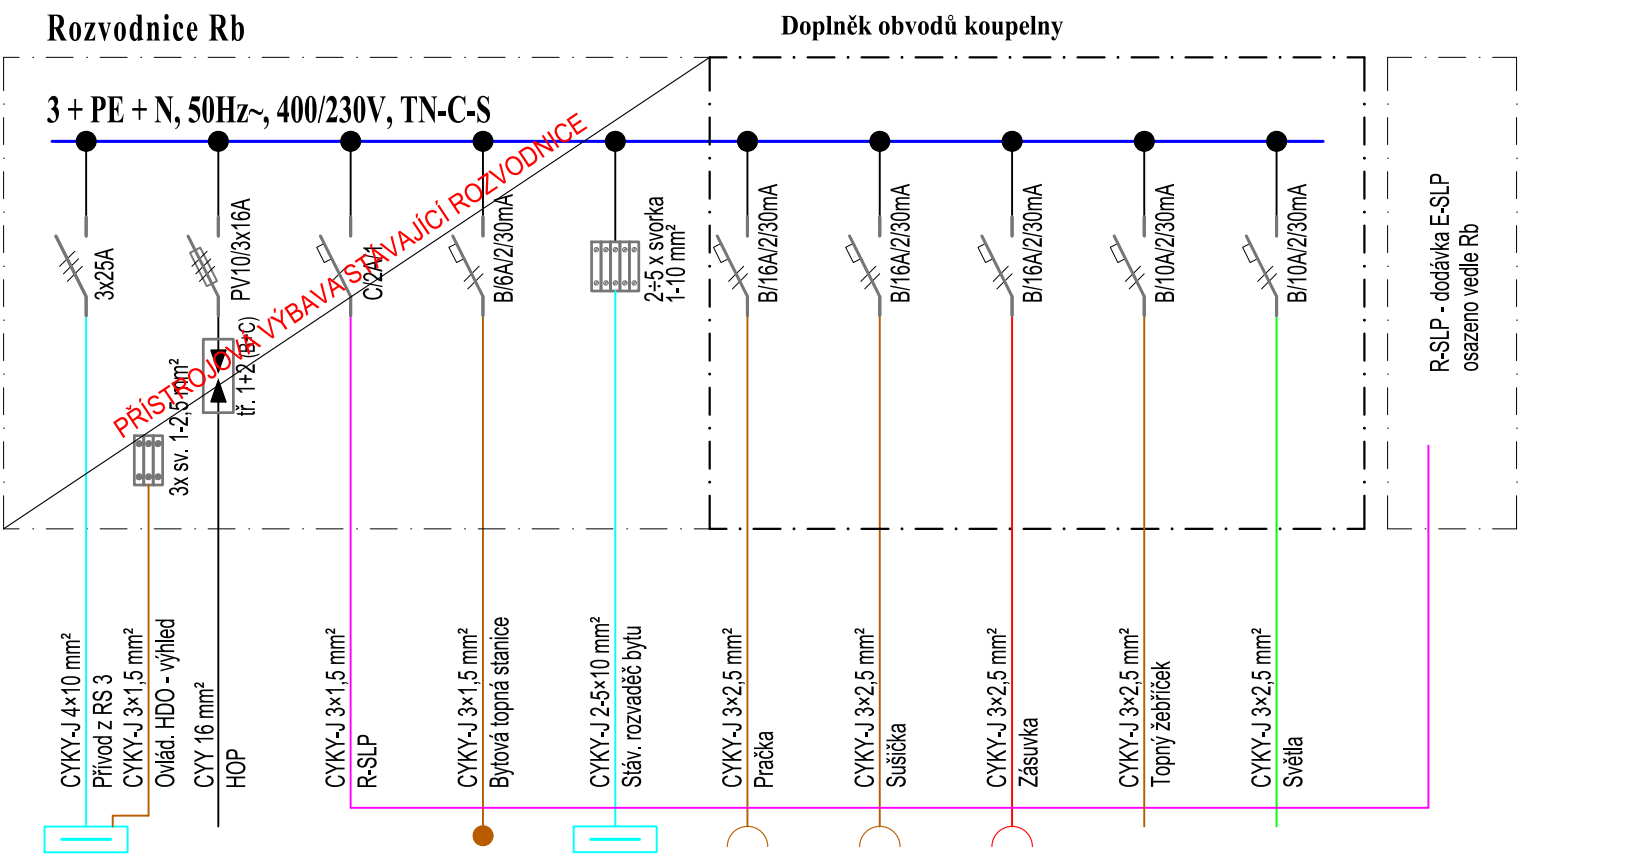 Rozvodnice Rb
Doplněk obvodů koupelny
3 + PE + N, 50Hz~, 400/230V, TN-C-S
PŘÍSTROJOVÁ VÝBAVA STÁVAJÍCÍ ROZVODNICE
3x25A
PV10/3x16A
C/2A/1
B/6A/2/30mA
2÷5 x svorka
1-10 mm²
B/16A/2/30mA
B/16A/2/30mA
B/16A/2/30mA
B/10A/2/30mA
B/10A/2/30mA
R-SLP - dodávka E-SLP
osazeno vedle Rb
3x sv. 1-2,5 mm²
tř. 1+2 (B+C)
CYKY-J 4×10 mm²
Přívod z RS 3
CYKY-J 3×1,5 mm²
Ovlád. HDO - výhled
CYY 16 mm²
HOP
CYKY-J 3×1,5 mm²
R-SLP
CYKY-J 3×1,5 mm²
Bytová topná stanice
CYKY-J 2-5×10 mm²
Stáv. rozvaděč bytu
CYKY-J 3×2,5 mm²
Pračka
CYKY-J 3×2,5 mm²
Sušička
CYKY-J 3×2,5 mm²
Zásuvka
CYKY-J 3×2,5 mm²
Topný žebříček
CYKY-J 3×2,5 mm²
Světla